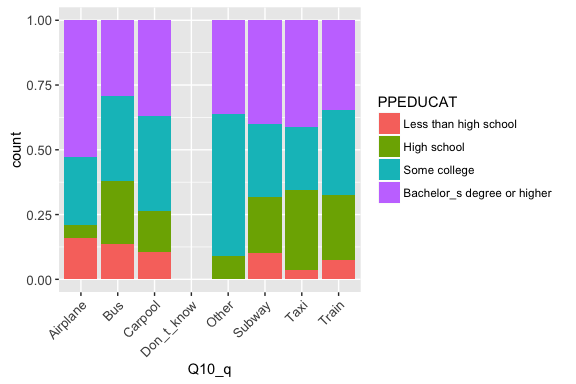 1.00
0.75
0.50
0.25
0.00
count
Airplane
Bus
Carpool
Don_t_know
Other
Subway
Taxi
Train
Q10_q
PPEDUCAT
Less than high school
High school
Some college
Bachelor_s degree or higher